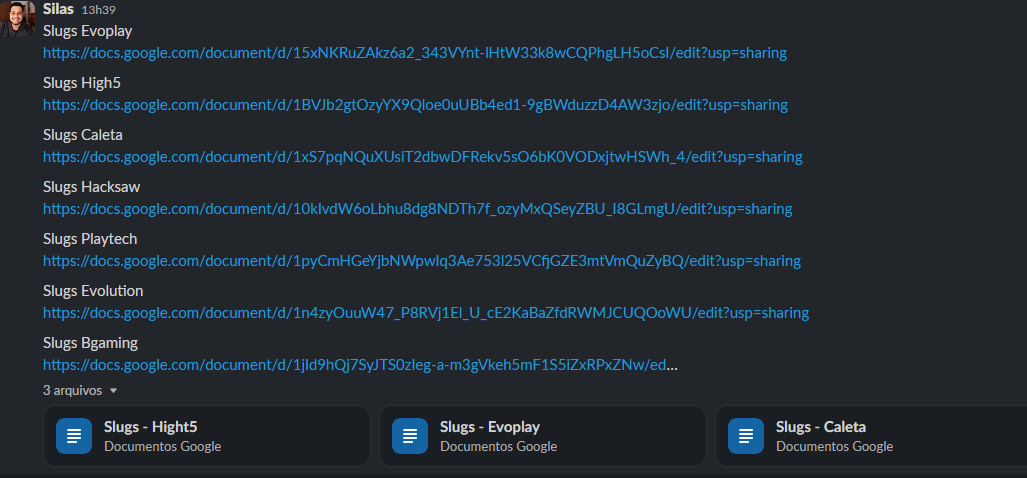 Silas 13h39
Slugs Evoplay
https://docs.google.com/document/d/15xNKRuZAkz6a2_343VYnt-lHtW33k8wCQPhgLH5oCsI/edit?usp=sharing
Slugs High5
https://docs.google.com/document/d/1BVJb2gtOzyYX9Qloe0uUBb4ed1-9gBWduzzD4AW3zjo/edit?usp=sharing
Slugs Caleta
https://docs.google.com/document/d/1xS7pqNQuXUsiT2dbwDFRekv5sO6bK0VODxjtwHSWh_4/edit?usp=sharing
Slugs Hacksaw
https://docs.google.com/document/d/10kIvdW6oLbhu8dg8NDTh7f_ozyMxQSeyZBU_I8GLmgU/edit?usp=sharing
Slugs Playtech
https://docs.google.com/document/d/1pyCmHGeYjbNWpwIq3Ae753l25VCfjGZE3mtVmQuZyBQ/edit?usp=sharing
Slugs Evolution
https://docs.google.com/document/d/1n4zyOuuW47_P8RVj1EI_U_cE2KaBaZfdRWMJCUQOoWU/edit?usp=sharing
Slugs Bgaming
https://docs.google.com/document/d/1jId9hQj7SyJTS0zleg-a-m3gVkeh5mF1S5iZxRPxZNw/ed...
3 arquivos
Slugs - Hight5
Documentos Google
Slugs - Evoplay
Documentos Google
Slugs - Caleta
Documentos Google